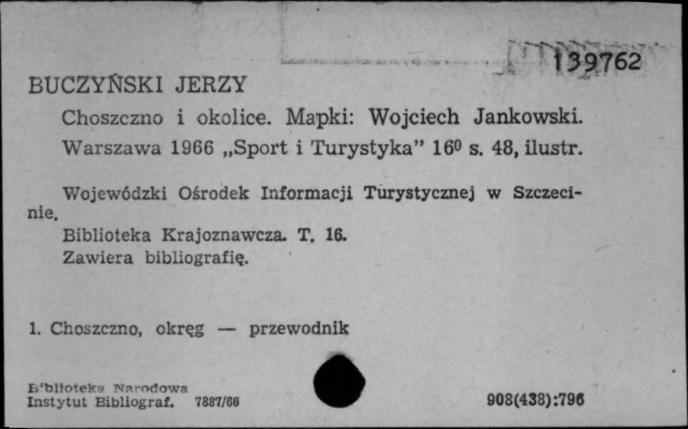 139762
BUCZYŃSKI JERZY
Choszczno i okolice. Mapki: Wojciech Jankowski.
Warszawa 1966 „Sport i Turystyka” 16⁰ s. 48, ilustr.
Wojewódzki Ośrodek Informacji Turystycznej w Szczeci-
nie.
Biblioteka Krajoznawcza. T. 16.
Zawiera bibliografię.
1. Choszczno, okręg — przewodnik
Biblioteka Narodowa
Instytut Bibliograf. 7887/66
908(438):796